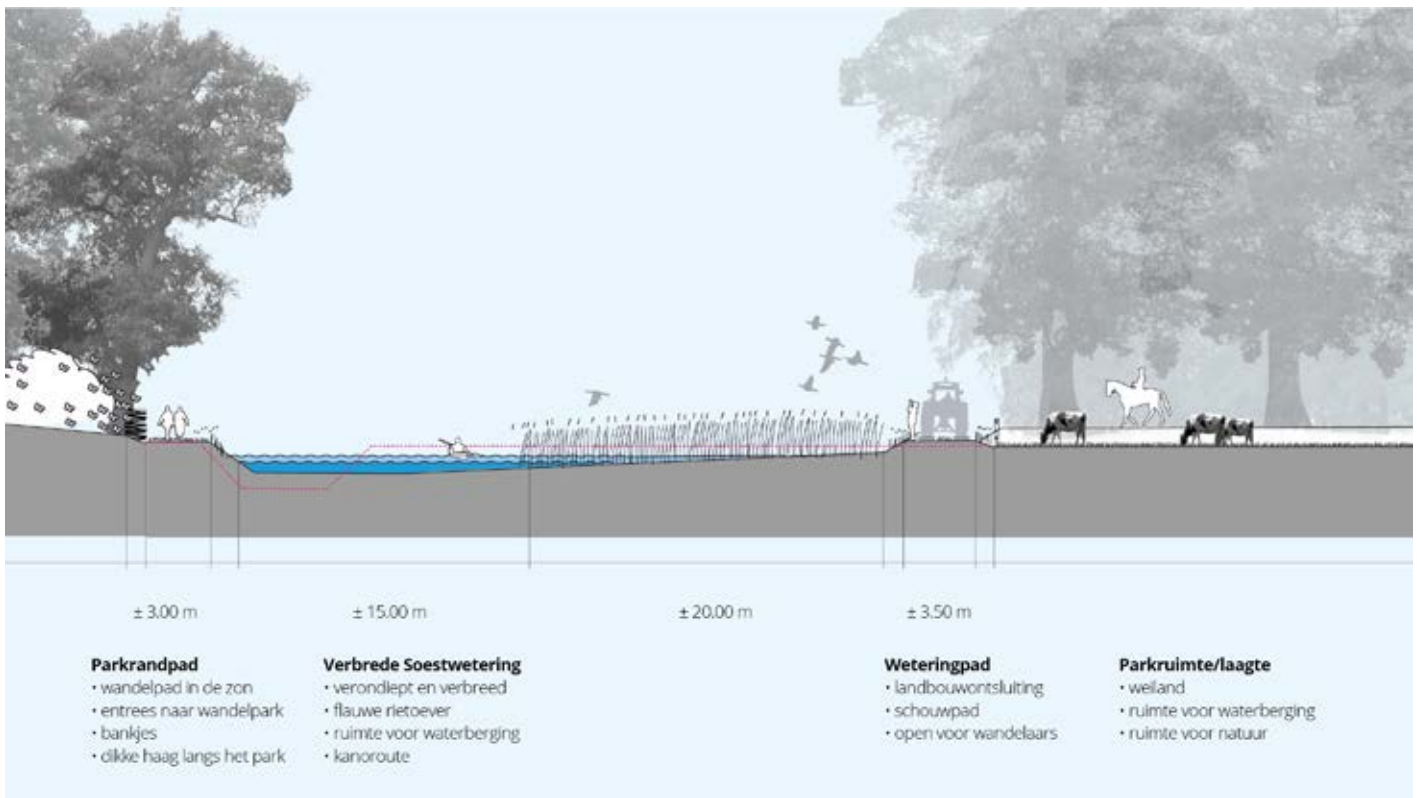 ± 3.00 m
± 15.00 m
± 20.00 m
± 3.50 m
Parkrandpad
• wandelpad in de zon
• entrees naar wandelpark
• bankjes
• dikke haag langs het park
Verbrede Soestwetering
• verondiept en verbreed
• flauwe rietoever
• ruimte voor waterberging
• kanoroute
Weteringpad
• landbouwontsluiting
• schouwpad
• open voor wandelaars
Parkruimte/laagte
• weiland
• ruimte voor waterberging
• ruimte voor natuur